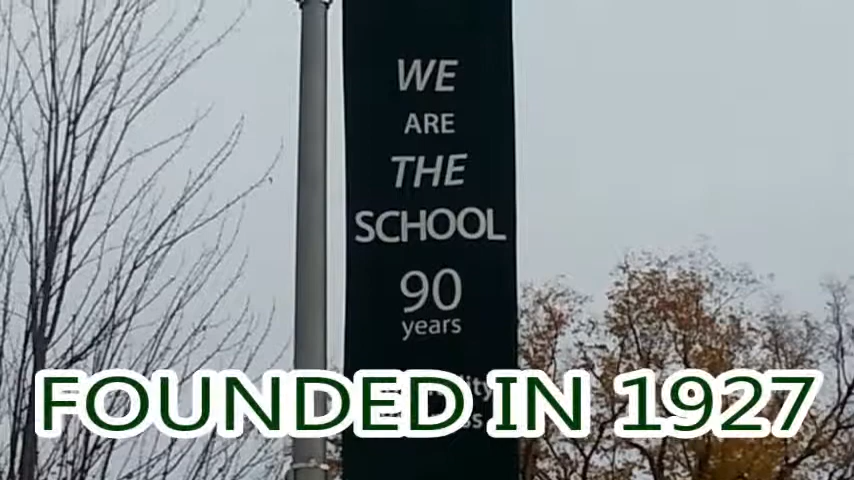 WE
ARE
THE
SCHOOL
90
years
FOUNDED IN 1927